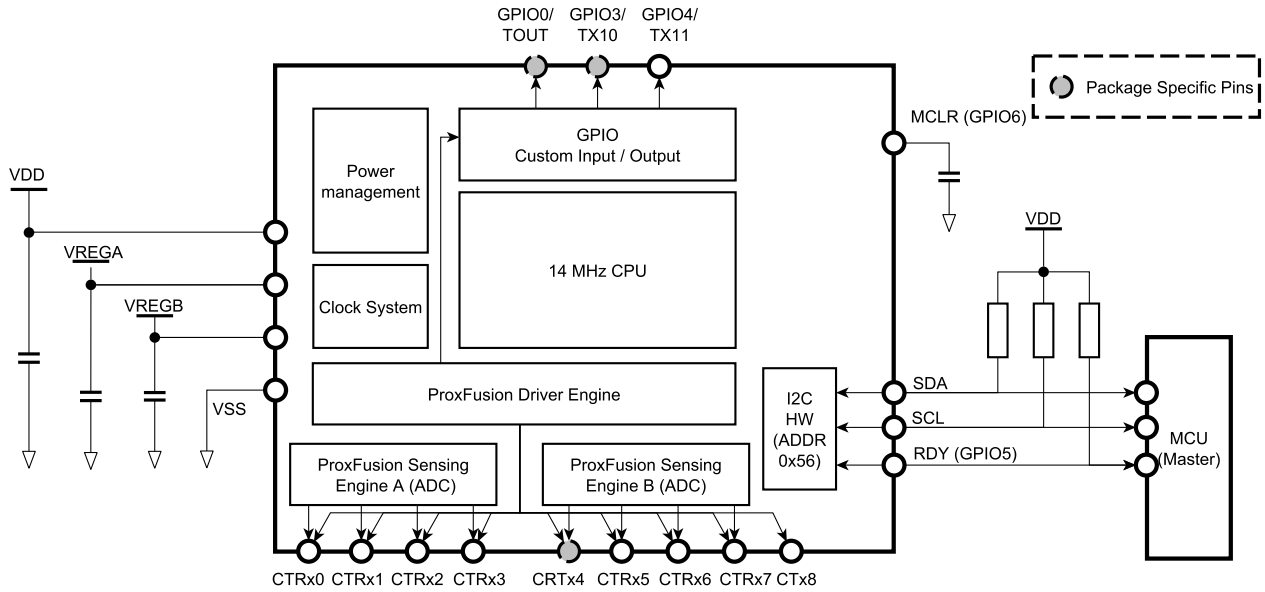 GPIO0/
TOUT
GPIO3/
TX10
GPIO4/
TX11
Package Specific Pins
MCLR (GPIO6)
GPIO
Custom Input / Output
Power
management
VDD
VREGA
VREGB
VSS
14 MHz CPU
Clock System
VDD
ProxFusion Driver Engine
I2C
HW
(ADDR
0x56)
SDA
SCL
RDY (GPIO5)
MCU
(Master)
ProxFusion Sensing
Engine A (ADC)
ProxFusion Sensing
Engine B (ADC)
CTRx0 CTRx1 CTRx2 CTRx3 CRTx4 CTRx5 CTRx6 CTRx7 CTx8